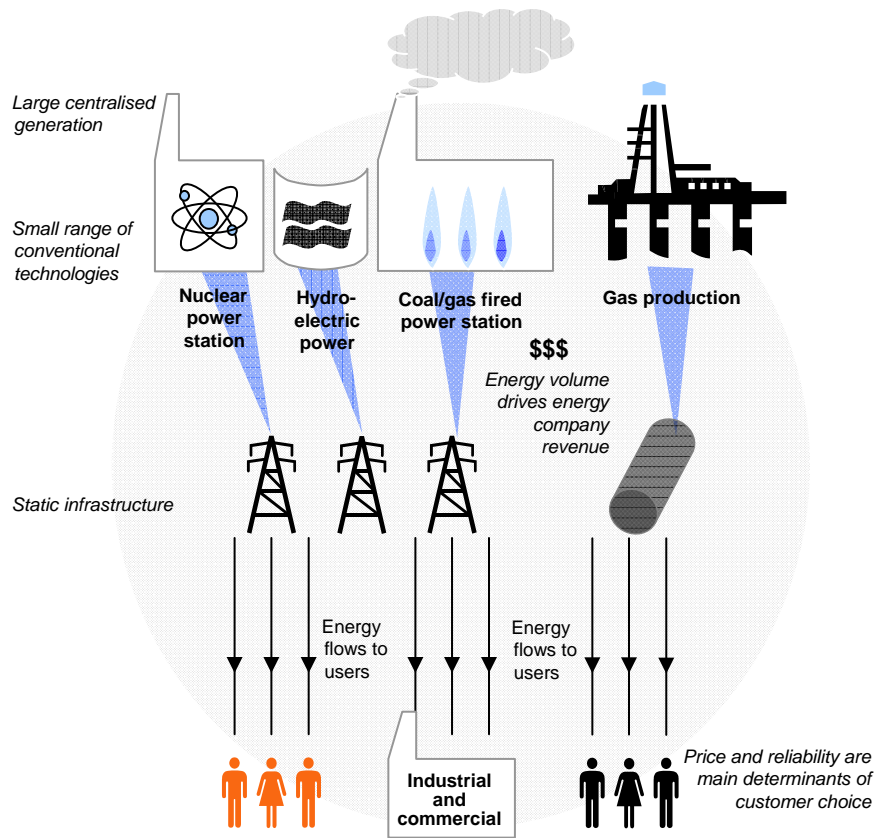 Large centralised
generation
Small range of
conventional
technologies
Nuclear
power
station
Hydro-
electric
power
Coal/gas fired
power station
Gas production
$$$
Energy volume
drives energy
company
revenue
Static infrastructure
Energy
flows to
users
Energy
flows to
users
Industrial
and
commercial
Price and reliability are
main determinants of
customer choice